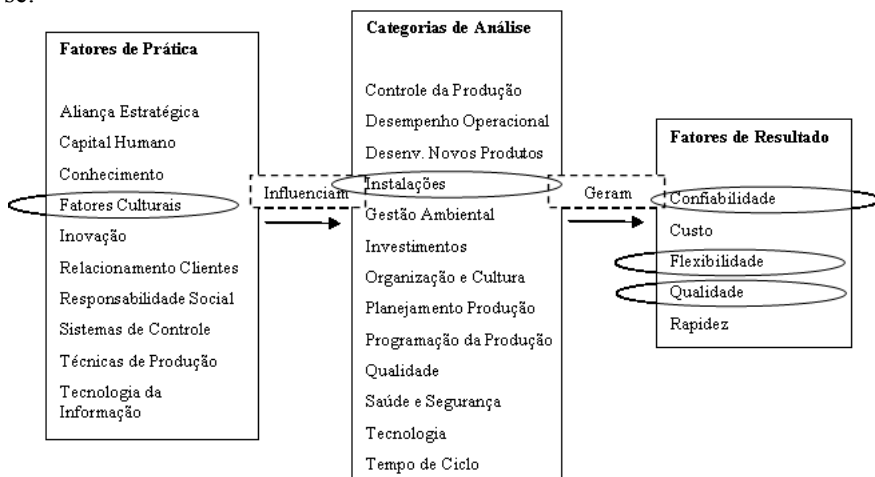 se.
Fatores de Prática
Aliança Estratégica
Capital Humano
Conhecimento
Fatores Culturais
Inovação
Relacionamento Clientes
Responsabilidade Social
Sistemas de Controle
Técnicas de Produção
Tecnologia da
Informação
Influenciam
Categorias de Análise
Controle da Produção
Desempenho Operacional
Desenv. Novos Produtos
Instalações
Gestão Ambiental
Investimentos
Organização e Cultura
Planejamento Produção
Programação da Produção
Qualidade
Saúde e Segurança
Tecnologia
Tempo de Ciclo
Geram
Fatores de Resultado
Confiabilidade
Custo
Flexibilidade
Qualidade
Rapidez